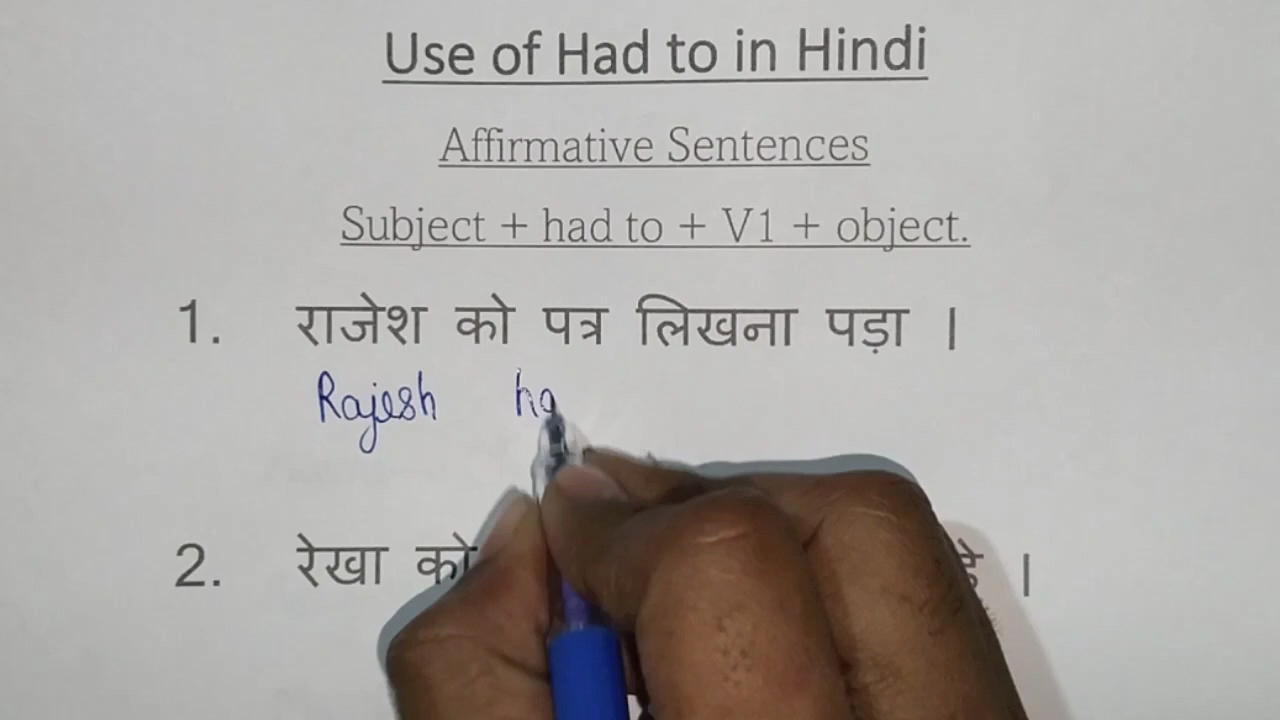 Use of Had to in Hindi
Affirmative Sentences
Subject + had to + V1 + object.
1. राजेश को पत्र लिखना पड़ा ।
Rajesh ha
2. रेखा को ।